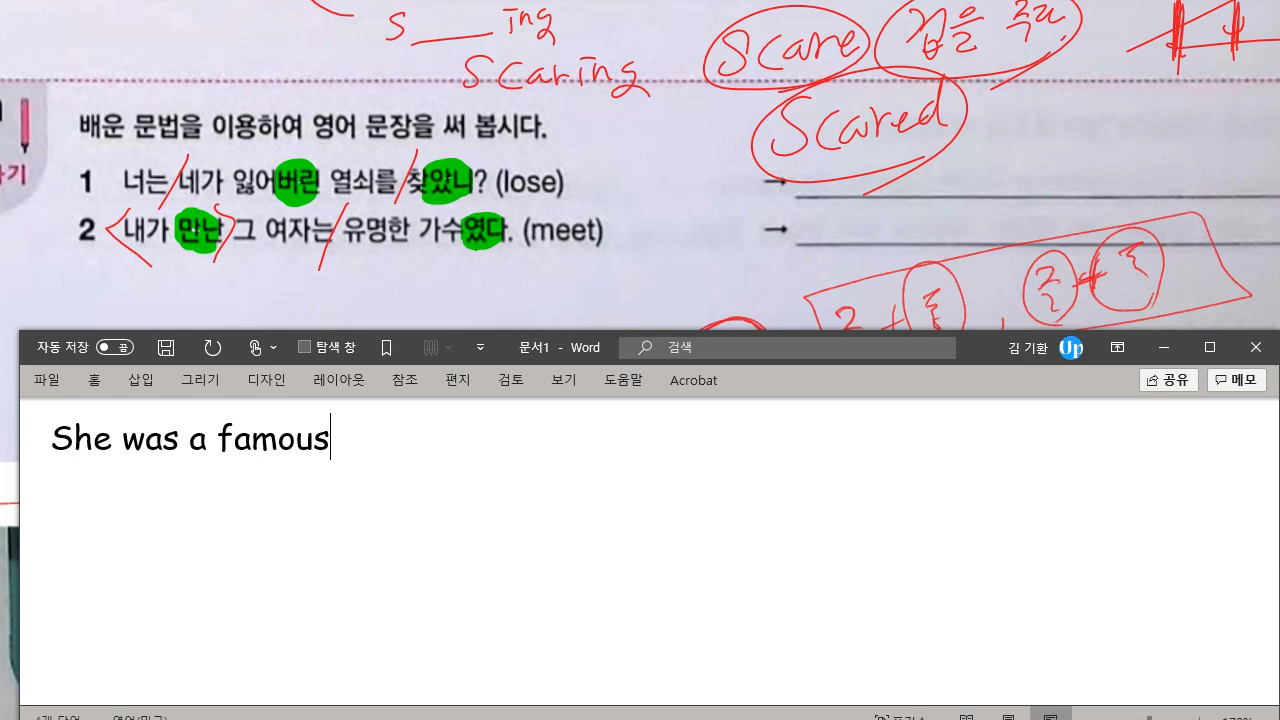 s ___ ing
scaring
scare
겁을 주다
scared
배운 문법을 이용하여 영어 문장을 써 봅시다.
1 너는 네가 잃어버린 열쇠를 찾았니? (lose) →
2 내가 만난 그 여자는 유명한 가수였다. (meet) →
자동 저장 끔 탐색 창 문서1 - Word 검색 김 기환 Up
파일 홈 삽입 그리기 디자인 레이아웃 참조 편지 검토 보기 도움말 Acrobat 공유 메모
She was a famous